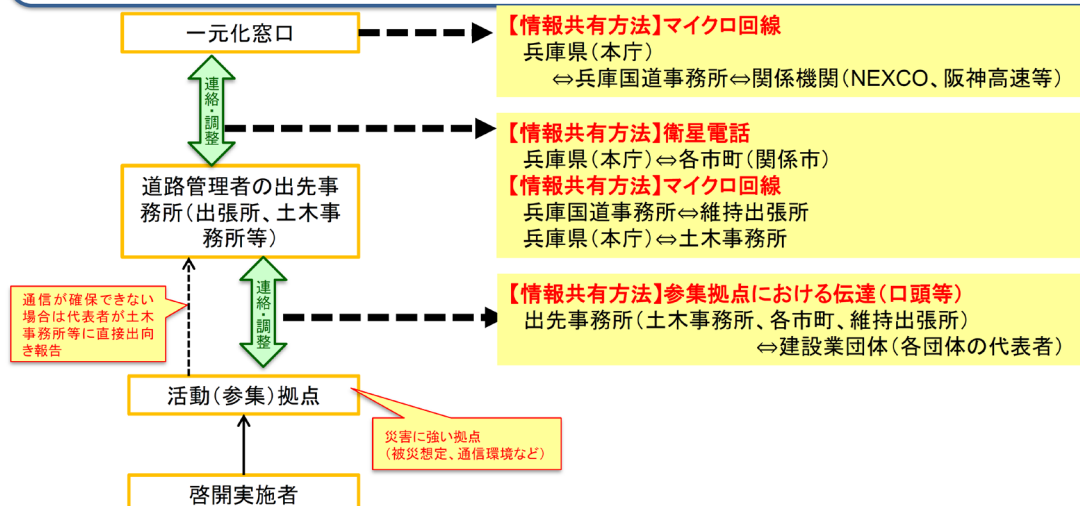 一元化窓口
【情報共有方法】マイクロ回線
兵庫県（本庁）
⇔兵庫国道事務所⇔関係機関（NEXCO、阪神高速等）
連絡・調整
【情報共有方法】衛星電話
兵庫県（本庁）⇔各市町（関係市）
【情報共有方法】マイクロ回線
兵庫国道事務所⇔維持出張所
兵庫県（本庁）⇔土木事務所
道路管理者の出先事
務所（出張所、土木事
務所等）
連絡・調整
【情報共有方法】参集拠点における伝達（口頭等）
出先事務所（土木事務所、各市町、維持出張所）
⇔建設業団体（各団体の代表者）
通信が確保できない
場合は代表者が土木
事務所等に直接出向
き報告
活動（参集）拠点
災害に強い拠点
（被災想定、通信環境など）
啓開実施者